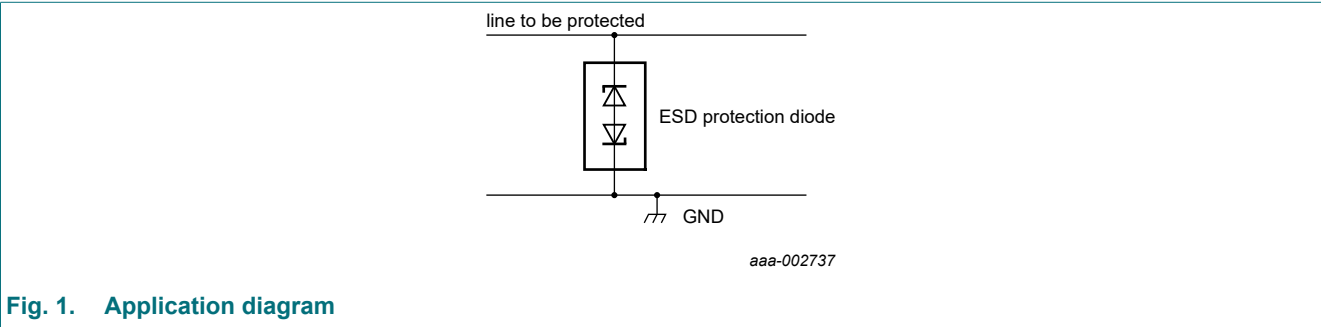 line to be protected
ESD protection diode
GND
aaa-002737
Fig. 1. Application diagram